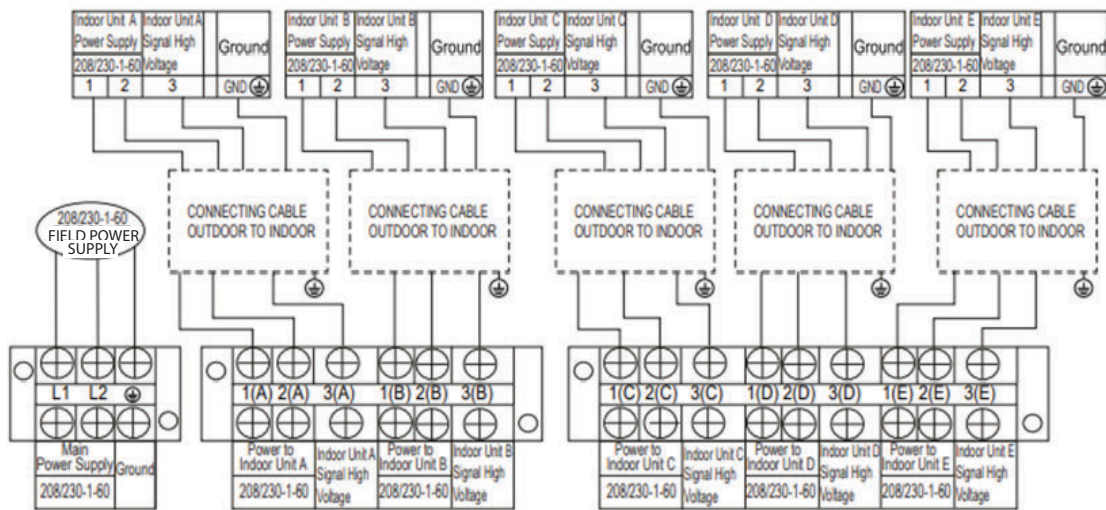 Indoor Unit A Indoor Unit A
Power Supply Signal High Ground
208/230-1-60 Voltage
1 2 3 GND
Indoor Unit B Indoor Unit B
Power Supply Signal High Ground
208/230-1-60 Voltage
1 2 3 GND
Indoor Unit C Indoor Unit C
Power Supply Signal High Ground
208/230-1-60 Voltage
1 2 3 GND
Indoor Unit D Indoor Unit D
Power Supply Signal High Ground
208/230-1-60 Voltage
1 2 3 GND
Indoor Unit E Indoor Unit E
Power Supply Signal High Ground
208/230-1-60 Voltage
1 2 3 GND
CONNECTING CABLE
OUTDOOR TO INDOOR
CONNECTING CABLE
OUTDOOR TO INDOOR
CONNECTING CABLE
OUTDOOR TO INDOOR
CONNECTING CABLE
OUTDOOR TO INDOOR
CONNECTING CABLE
OUTDOOR TO INDOOR
208/230-1-60
FIELD POWER
SUPPLY
L1 L2
Main
Power Supply
208/230-1-60
Ground
1(A) 2(A) 3(A) 1(B) 2(B) 3(B)
Power to
Indoor Unit A
208/230-1-60
Indoor Unit A
Signal High
Voltage
Power to
Indoor Unit B
208/230-1-60
Indoor Unit B
Signal High
Voltage
1(C) 2(C) 3(C) 1(D) 2(D) 3(D) 1(E) 2(E) 3(E)
Power to
Indoor Unit C
208/230-1-60
Indoor Unit C
Signal High
Voltage
Power to
Indoor Unit D
208/230-1-60
Indoor Unit D
Signal High
Voltage
Power to
Indoor Unit E
208/230-1-60
Indoor Unit E
Signal High
Voltage